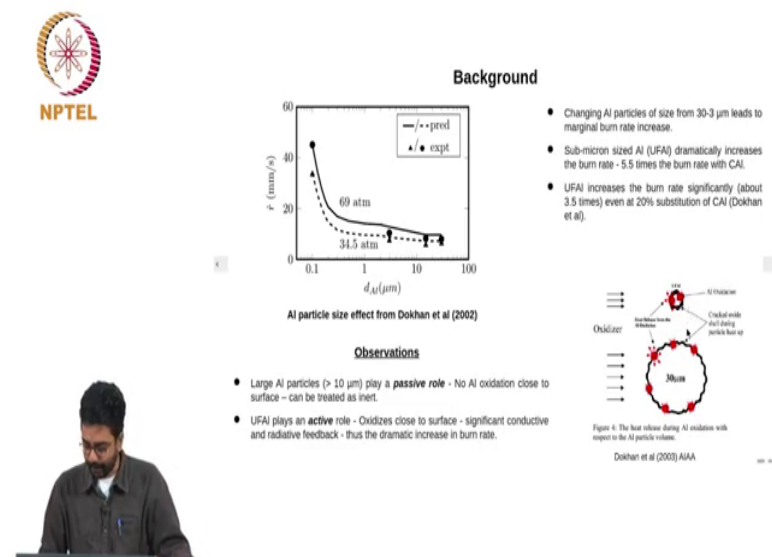 NPTEL
Background
60
40
20
0
ṙ (mm/s)
—/--pred
▲/● expt
69 atm
34.5 atm
0.1 1 10 100
d_Al(μm)
Al particle size effect from Dokhan et al (2002)
Observations
● Large Al particles (> 10 μm) play a passive role - No Al oxidation close to
surface – can be treated as inert.
● UFAl plays an active role - Oxidizes close to surface - significant conductive
and radiative feedback - thus the dramatic increase in burn rate.
● Changing Al particles of size from 30-3 μm leads to
marginal burn rate increase.
● Sub-micron sized Al (UFAl) dramatically increases
the burn rate - 5.5 times the burn rate with CAl.
● UFAl increases the burn rate significantly (about
3.5 times) even at 20% substitution of CAl (Dokhan
et al).
Al Oxidation
Oxidizer
Cracked oxide
shell during
particle heat up
30μm
Figure 4: The heat release during Al oxidation with
respect to the Al particle volume.
Dokhan et al (2003) AIAA